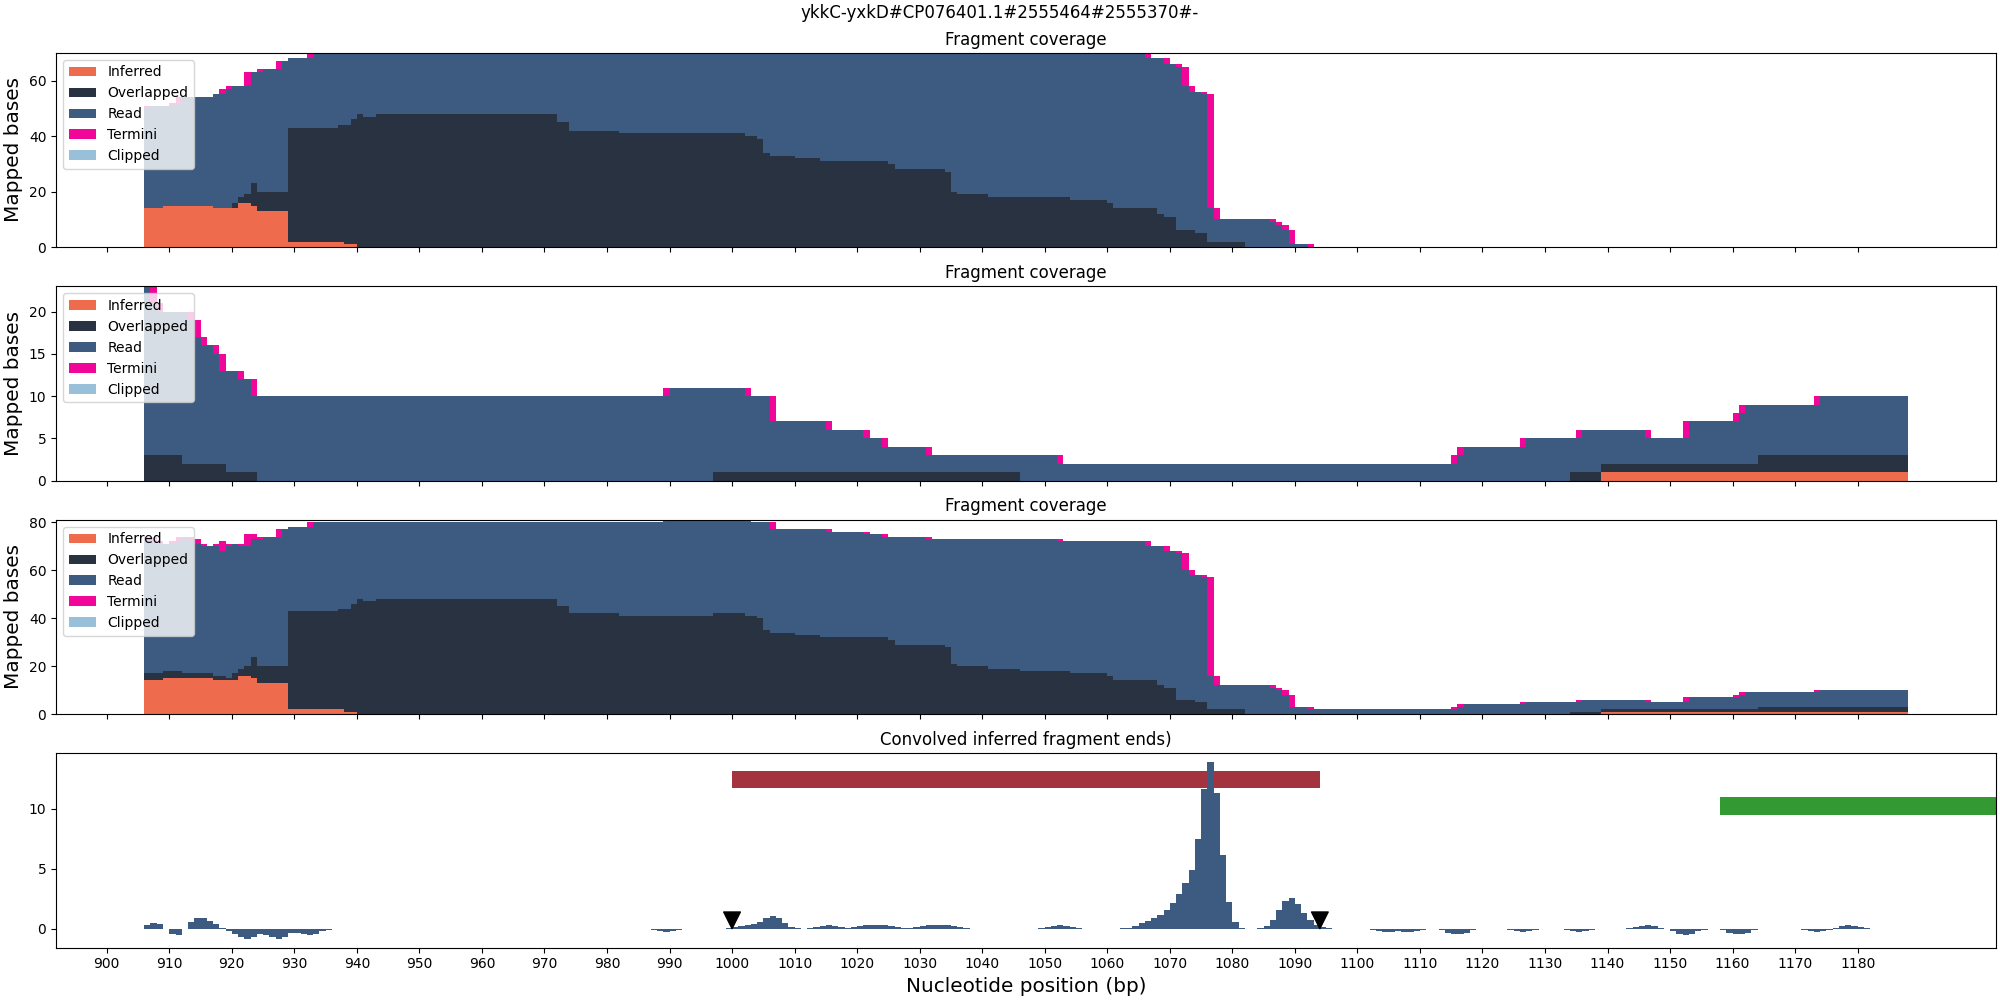 ykkC-yxkD#CP076401.1#2555464#2555370#-
Fragment coverage
Mapped bases
60
40
20
0
Inferred
Overlapped
Read
Termini
Clipped
Fragment coverage
Mapped bases
20
15
10
5
0
Inferred
Overlapped
Read
Termini
Clipped
Fragment coverage
Mapped bases
80
60
40
20
0
Inferred
Overlapped
Read
Termini
Clipped
Convolved inferred fragment ends)
10
5
0
900 910 920 930 940 950 960 970 980 990 1000 1010 1020 1030 1040 1050 1060 1070 1080 1090 1100 1110 1120 1130 1140 1150 1160 1170 1180
Nucleotide position (bp)